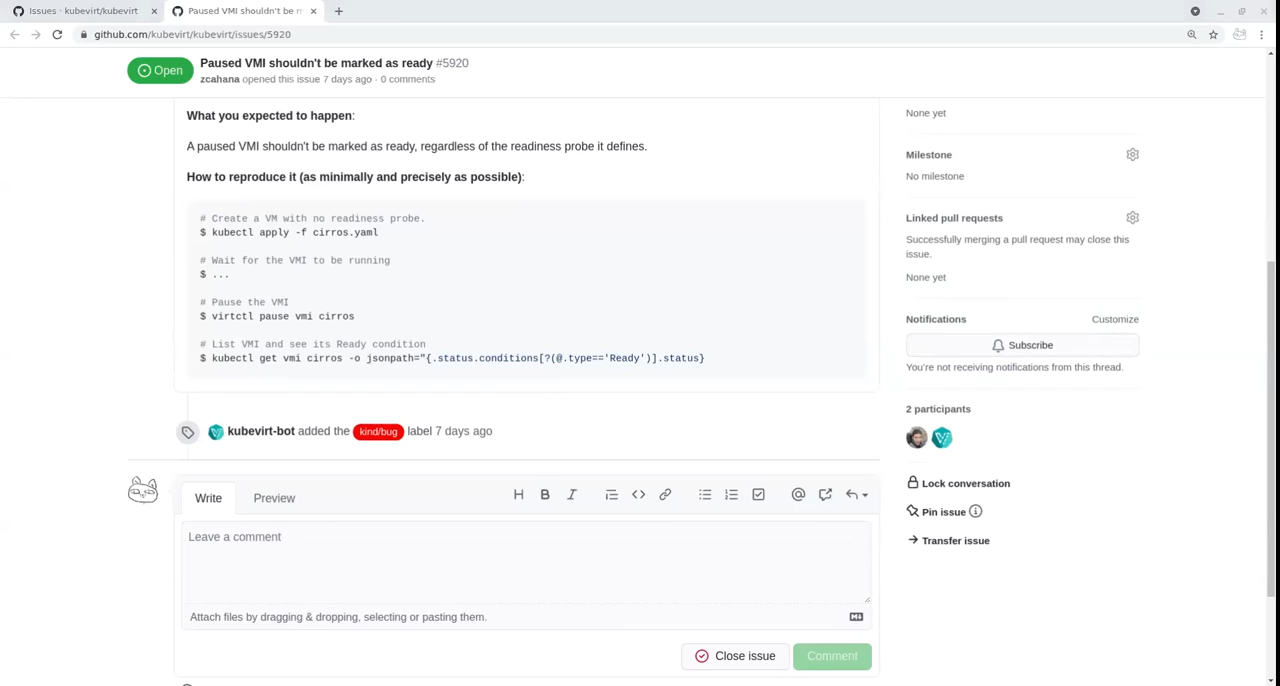 Issues · kubevirt/kubevirt
Paused VMI shouldn't be m
github.com/kubevirt/kubevirt/issues/5920
Open
Paused VMI shouldn't be marked as ready #5920
zcahana opened this issue 7 days ago · 0 comments
What you expected to happen:
A paused VMI shouldn't be marked as ready, regardless of the readiness probe it defines.
How to reproduce it (as minimally and precisely as possible):
# Create a VM with no readiness probe.
$ kubectl apply -f cirros.yaml
# Wait for the VMI to be running
$ ...
# Pause the VMI
$ virtctl pause vmi cirros
# List VMI and see its Ready condition
$ kubectl get vmi cirros -o jsonpath="{.status.conditions[?(@.type=='Ready')].status}
kubevirt-bot added the kind/bug label 7 days ago
Write
Preview
Leave a comment
Attach files by dragging & dropping, selecting or pasting them.
Close issue
Comment
None yet
Milestone
No milestone
Linked pull requests
Successfully merging a pull request may close this
issue.
None yet
Notifications
Customize
Subscribe
You're not receiving notifications from this thread.
2 participants
Lock conversation
Pin issue
Transfer issue